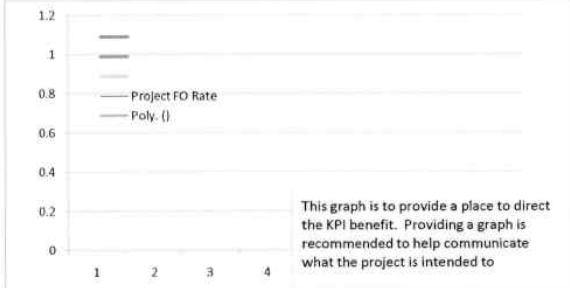 1.2
1
0.8
0.6
0.4
0.2
0
Project FO Rate
Poly. ()
1 2 3 4
This graph is to provide a place to direct
the KPI benefit. Providing a graph is
recommended to help communicate
what the project is intended to